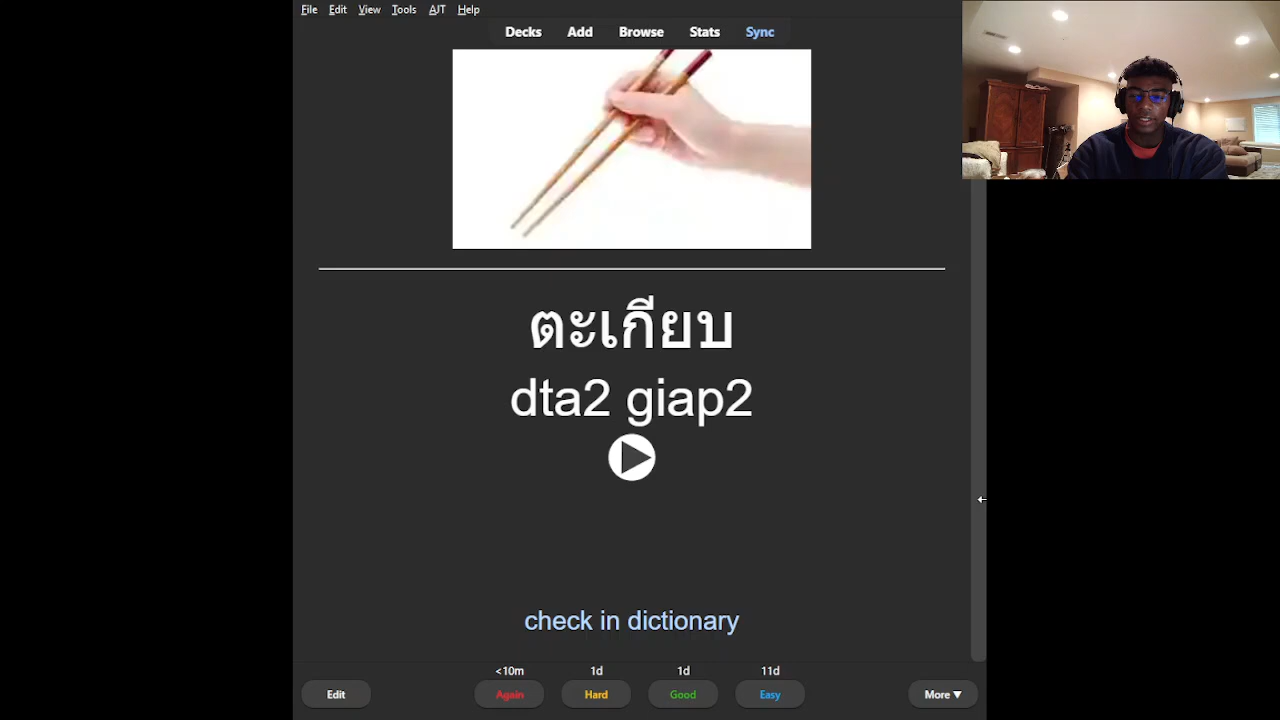 File Edit View Tools AJT Help
Decks Add Browse Stats Sync
ตะเกียบ
dta2 giap2
check in dictionary
<10m 1d 1d 11d
Edit Again Hard Good Easy More ▼